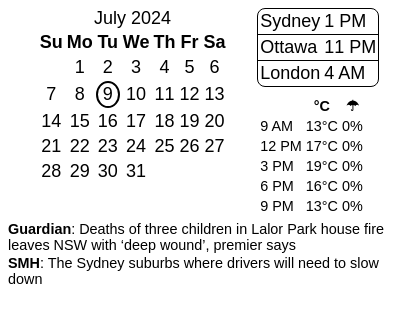 July 2024
Su Mo Tu We Th Fr Sa
1 2 3 4 5 6
7 8 9 10 11 12 13
14 15 16 17 18 19 20
21 22 23 24 25 26 27
28 29 30 31
Sydney 1 PM
Ottawa 11 PM
London 4 AM
°C ☂
9 AM 13°C 0%
12 PM 17°C 0%
3 PM 19°C 0%
6 PM 16°C 0%
9 PM 13°C 0%
Guardian: Deaths of three children in Lalor Park house fire
leaves NSW with ‘deep wound’, premier says
SMH: The Sydney suburbs where drivers will need to slow
down